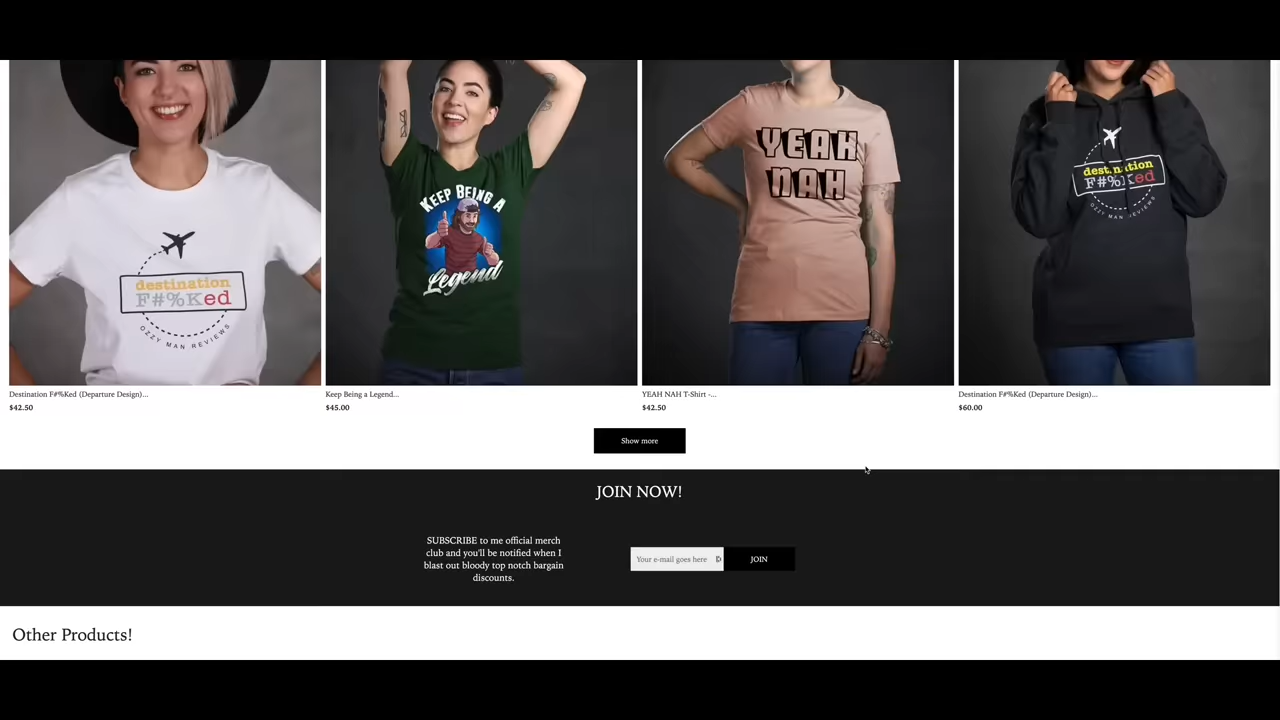 destination
F#%Ked
OZZY MAN REVIEWS
KEEP BEING A
Legend
YEAH
NAH
destination
F#%Ked
OZZY MAN REVIEWS
Destination F#%Ked (Departure Design)...
$42.50
Keep Being a Legend...
$45.00
YEAH NAH T-Shirt -...
$42.50
Destination F#%Ked (Departure Design)...
$60.00
Show more
JOIN NOW!
SUBSCRIBE to me official merch
club and you'll be notified when I
blast out bloody top notch bargain
discounts.
Your e-mail goes here
JOIN
Other Products!